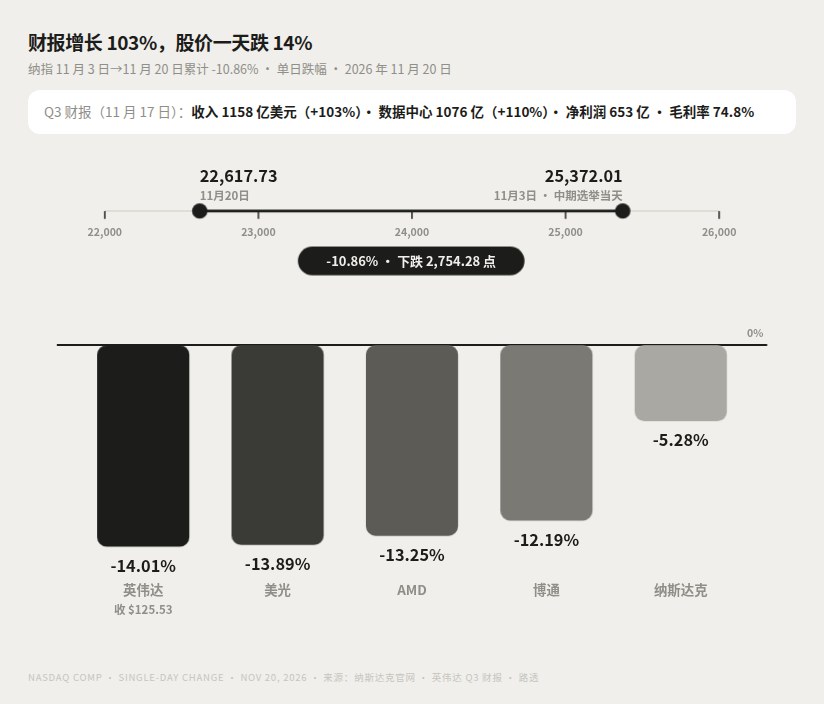 财报增长 103%，股价一天跌 14%
纳指 11 月 3 日→11 月 20 日累计 -10.86% · 单日跌幅 · 2026 年 11 月 20 日
Q3 财报（11 月 17 日）：收入 1158 亿美元（+103%）· 数据中心 1076 亿（+110%）· 净利润 653 亿 · 毛利率 74.8%
22,617.73 25,372.01
11月20日 11月3日 · 中期选举当天
22,000 23,000 24,000 25,000 26,000
-10.86% · 下跌 2,754.28 点
0%
-14.01% -13.89% -13.25% -12.19% -5.28%
英伟达 美光 AMD 博通 纳斯达克
收 $125.53
NASDAQ COMP · SINGLE-DAY CHANGE · NOV 20, 2026 · 来源：纳斯达克官网 · 英伟达 Q3 财报 · 路透